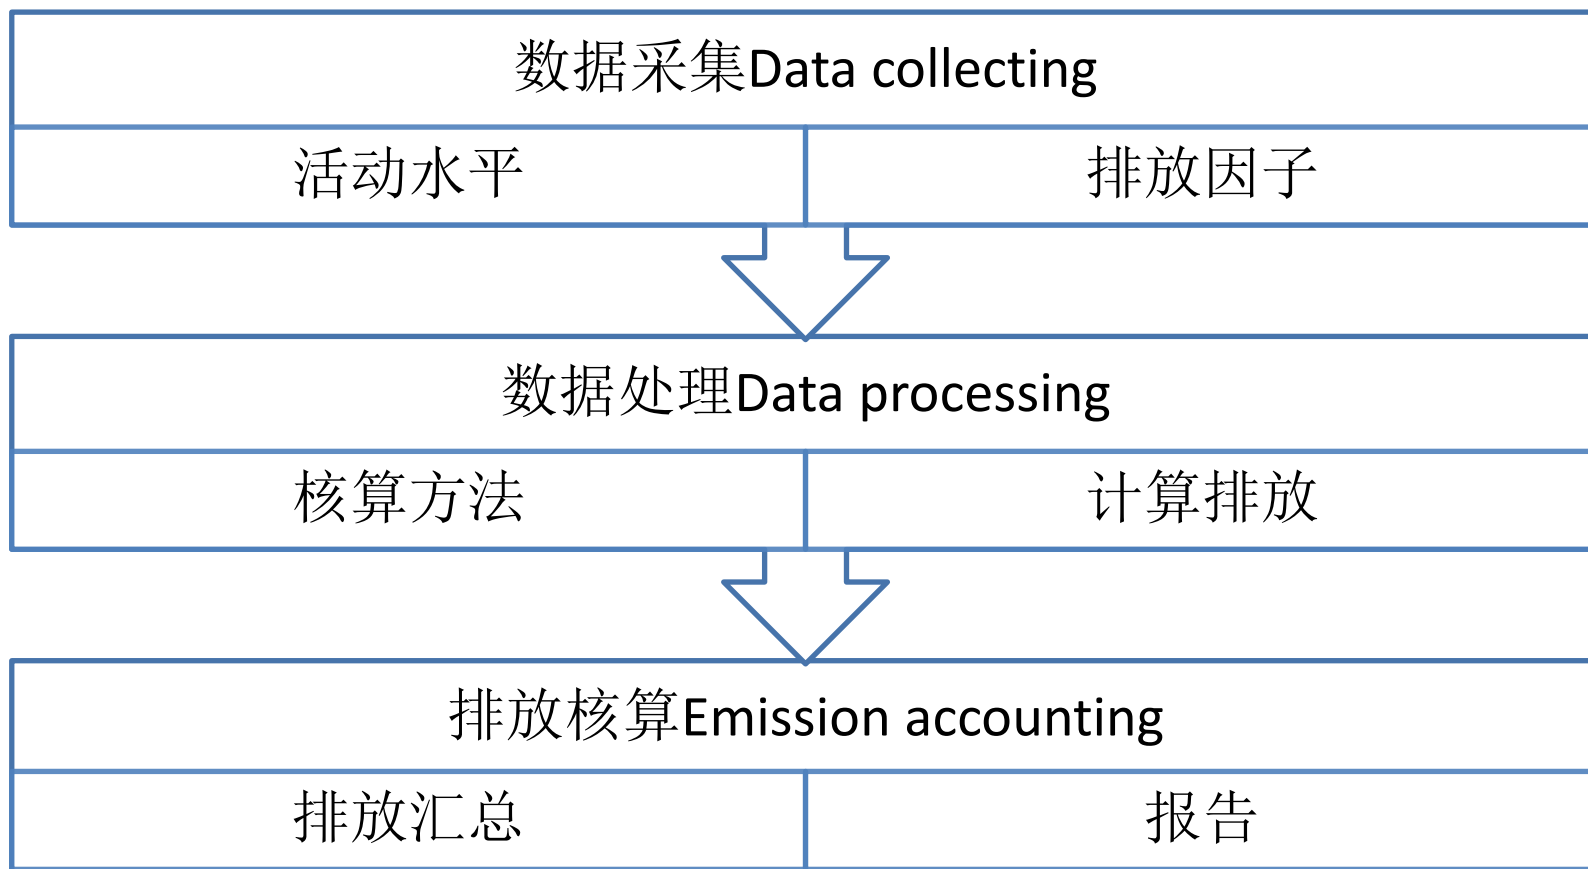 数据采集Data collecting
活动水平
排放因子
数据处理Data processing
核算方法
计算排放
排放核算Emission accounting
排放汇总
报告